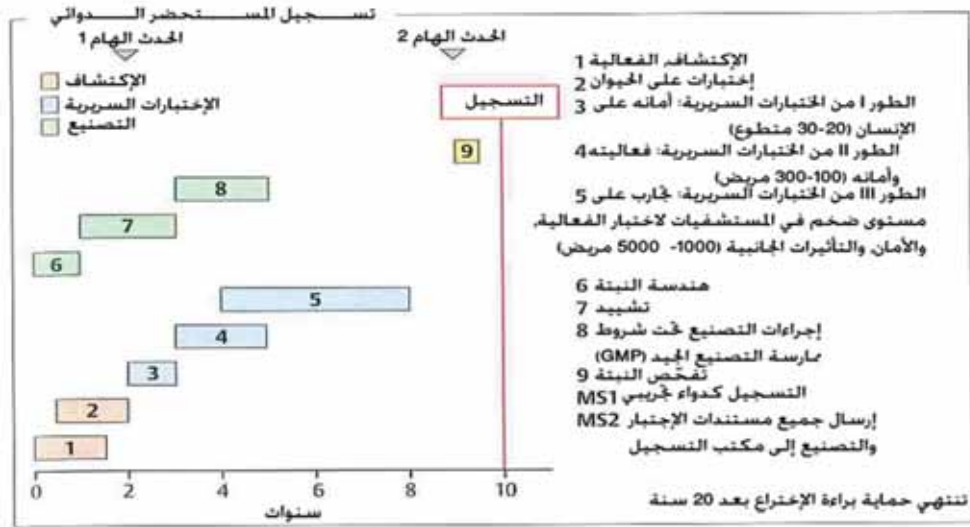 تسجيل المستحضر الدوائي
الحدث الهام 1
الحدث الهام 2
الإكتشاف
الإختبارات السريرية
التصنيع
التسجيل
9
8
7
6
5
4
3
2
1
0 2 4 6 8 10
سنوات
1 الإكتشاف, الفعالية
2 إختبارات على الحيوان
3 الطور I من الختبارات السريرية: أمانه على
الإنسان (20-30 متطوع)
4 الطور II من الختبارات السريرية: فعاليته
وأمانه (100-300 مريض)
5 الطور III من الختبارات السريرية: تجارب على
مستوى ضخم في المستشفيات لاختبار الفعالية,
والأمان, والتأثيرات الجانبية (1000- 5000 مريض)
6 هندسة النبتة
7 تشييد
8 إجراءات التصنيع تحت شروط
ممارسة التصنيع الجيد (GMP)
9 تفحّص النبتة
MS1 التسجيل كدواء تجريبي
MS2 إرسال جميع مستندات الإجتبار
والتصنيع إلى مكتب التسجيل
تنتهي حماية براءة الإختراع بعد 20 سنة